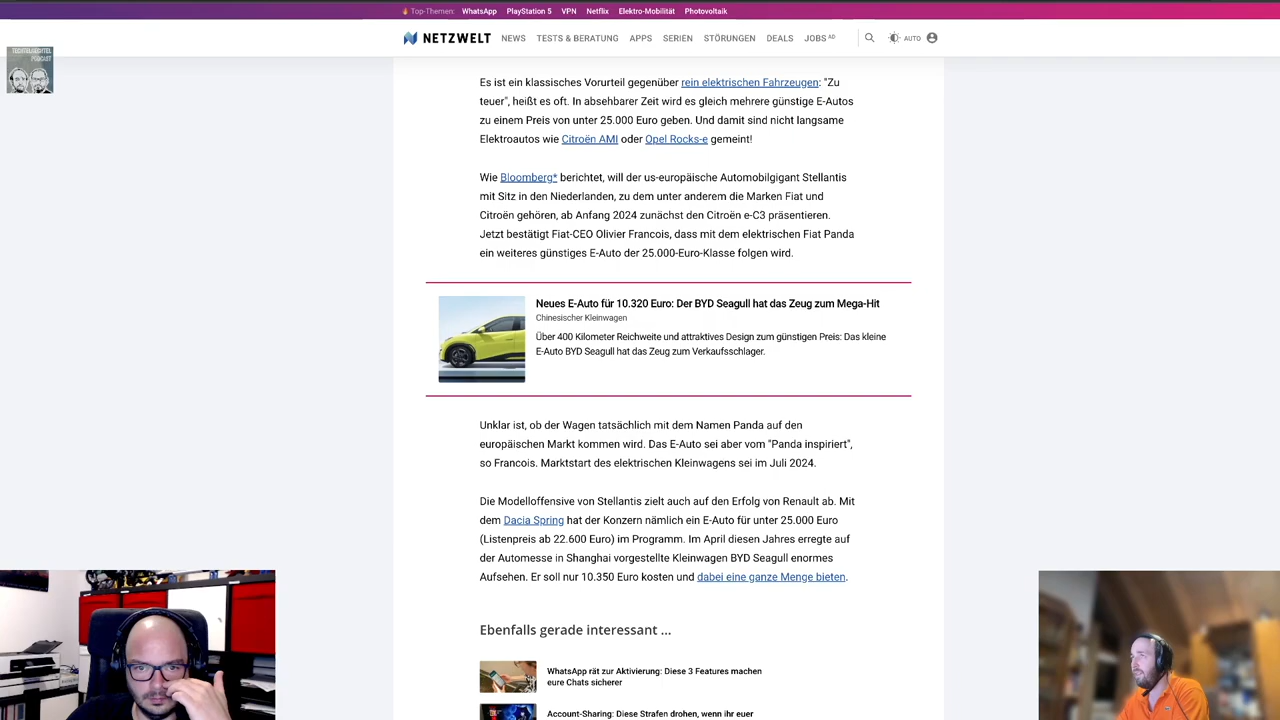 🔥 Top-Themen: WhatsApp PlayStation 5 VPN Netflix Elektro-Mobilität Photovoltaik
TECHTELMECHTEL
PODCAST
NETZWELT NEWS TESTS & BERATUNG APPS SERIEN STÖRUNGEN DEALS JOBS AD AUTO
Es ist ein klassisches Vorurteil gegenüber rein elektrischen Fahrzeugen: "Zu
teuer", heißt es oft. In absehbarer Zeit wird es gleich mehrere günstige E-Autos
zu einem Preis von unter 25.000 Euro geben. Und damit sind nicht langsame
Elektroautos wie Citroën AMI oder Opel Rocks-e gemeint!
Wie Bloomberg* berichtet, will der us-europäische Automobilgigant Stellantis
mit Sitz in den Niederlanden, zu dem unter anderem die Marken Fiat und
Citroën gehören, ab Anfang 2024 zunächst den Citroën e-C3 präsentieren.
Jetzt bestätigt Fiat-CEO Olivier Francois, dass mit dem elektrischen Fiat Panda
ein weiteres günstiges E-Auto der 25.000-Euro-Klasse folgen wird.
Neues E-Auto für 10.320 Euro: Der BYD Seagull hat das Zeug zum Mega-Hit
Chinesischer Kleinwagen
Über 400 Kilometer Reichweite und attraktives Design zum günstigen Preis: Das kleine
E-Auto BYD Seagull hat das Zeug zum Verkaufsschlager.
Unklar ist, ob der Wagen tatsächlich mit dem Namen Panda auf den
europäischen Markt kommen wird. Das E-Auto sei aber vom "Panda inspiriert",
so Francois. Marktstart des elektrischen Kleinwagens sei im Juli 2024.
Die Modelloffensive von Stellantis zielt auch auf den Erfolg von Renault ab. Mit
dem Dacia Spring hat der Konzern nämlich ein E-Auto für unter 25.000 Euro
(Listenpreis ab 22.600 Euro) im Programm. Im April diesen Jahres erregte auf
der Automesse in Shanghai vorgestellte Kleinwagen BYD Seagull enormes
Aufsehen. Er soll nur 10.350 Euro kosten und dabei eine ganze Menge bieten.
Ebenfalls gerade interessant ...
WhatsApp rät zur Aktivierung: Diese 3 Features machen
eure Chats sicherer
Account-Sharing: Diese Strafen drohen, wenn ihr euer